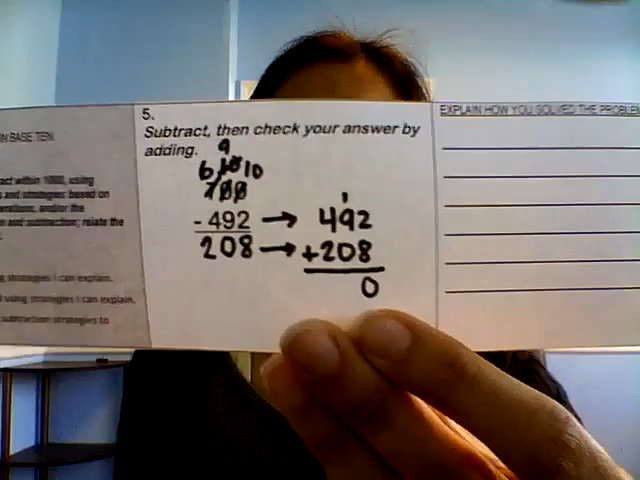 N BASE TEN
act within 1000, using
s and strategies based on
erations, and/or the
n and subtraction; relate the
g strategies I can explain.
d using strategies I can explain.
subtraction strategies to
5.
Subtract, then check your answer by
adding.
9
6 10 10
700
- 492 → 492
1
208 → +208
0
EXPLAIN HOW YOU SOLVED THE PROBLE